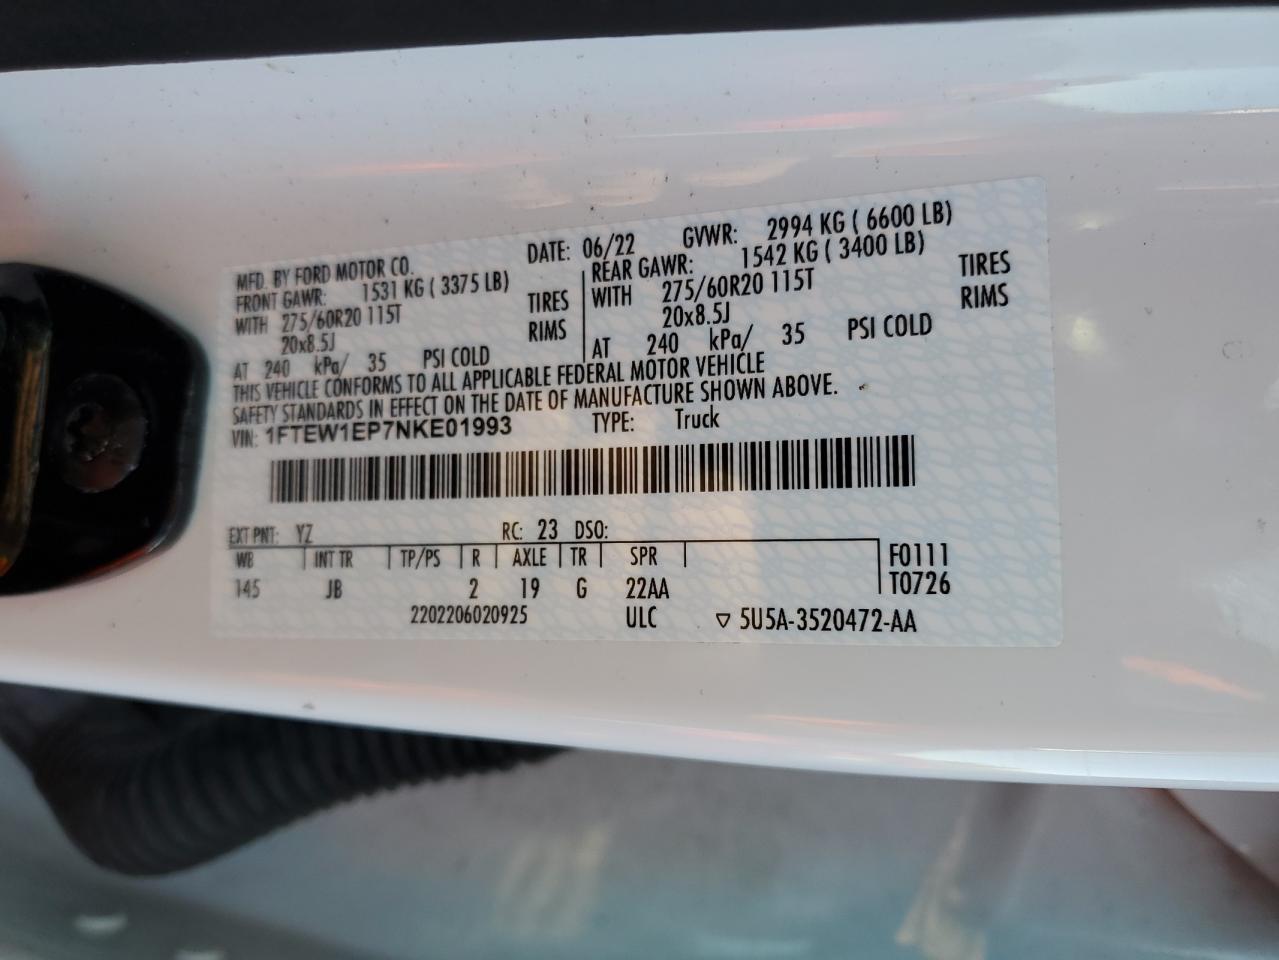 MFD. BY FORD MOTOR CO. DATE: 06/22 GVWR: 2994 KG ( 6600 LB)
FRONT GAWR: 1531 KG ( 3375 LB) REAR GAWR: 1542 KG ( 3400 LB)
WITH 275/60R20 115T TIRES WITH 275/60R20 115T TIRES
20x8.5J RIMS 20x8.5J RIMS
AT 240 kPa/ 35 PSI COLD AT 240 kPa/ 35 PSI COLD
THIS VEHICLE CONFORMS TO ALL APPLICABLE FEDERAL MOTOR VEHICLE
SAFETY STANDARDS IN EFFECT ON THE DATE OF MANUFACTURE SHOWN ABOVE.
VIN: 1FTEW1EP7NKE01993 TYPE: Truck
EXT PNT: YZ RC: 23 DSO:
WB INT TR TP/PS R AXLE TR SPR F0111
145 JB 2 19 G 22AA T0726
2202206020925 ULC ▽ 5U5A-3520472-AA